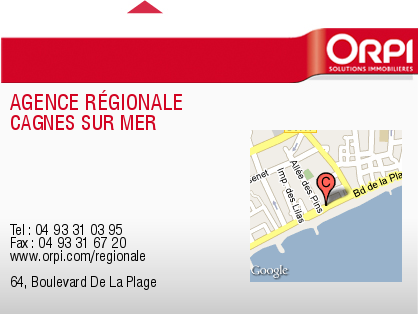 ORPI
SOLUTIONS IMMOBILIÈRES
AGENCE RÉGIONALE
CAGNES SUR MER
Allée des Pins
Imp. des Lilas
enet
C
Bd de la Pla
Google
Tel : 04 93 31 03 95
Fax : 04 93 31 67 20
www.orpi.com/regionale
64, Boulevard De La Plage